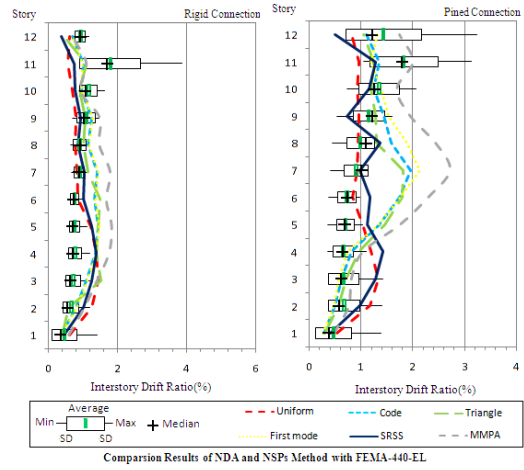 Story Rigid Connection
12
11
10
9
8
7
6
5
4
3
2
1
0 2 4 6
Interstory Drift Ratio(%)
Story Pined Connection
12
11
10
9
8
7
6
5
4
3
2
1
0 1 2 3 4
Interstory Drift Ratio(%)
Average
Min Max
SD SD
Median
Uniform Code Triangle
First mode SRSS MMPA
Comparsion Results of NDA and NSPs Method with FEMA-440-EL